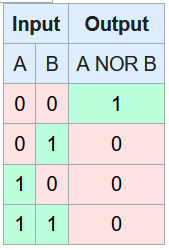 Input Output
A B A NOR B
0 0 1
0 1 0
1 0 0
1 1 0